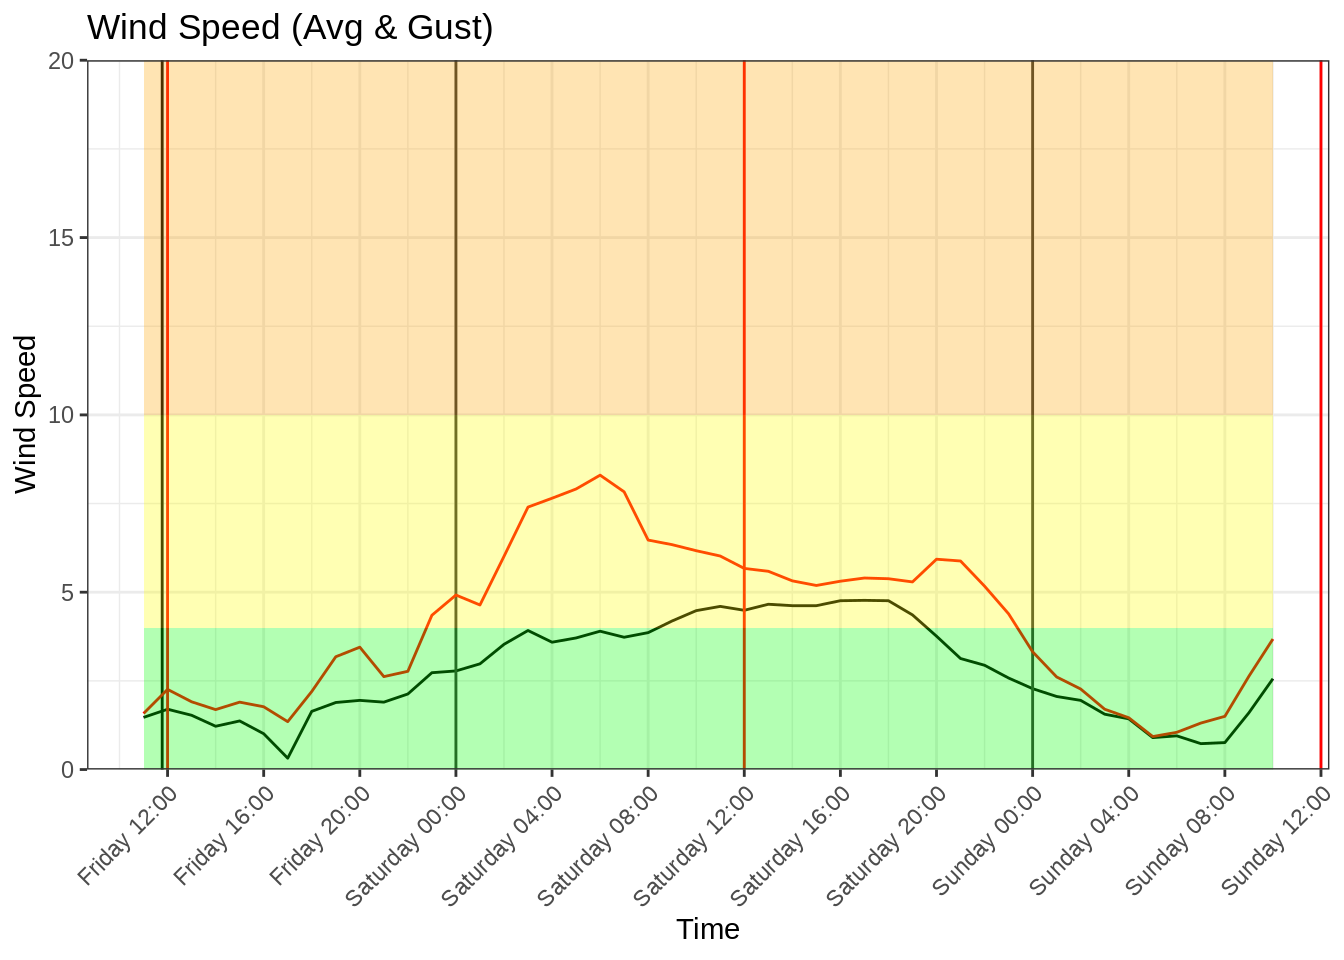 Wind Speed (Avg & Gust)
20
15
10
5
0
Wind Speed
Friday 12:00
Friday 16:00
Friday 20:00
Saturday 00:00
Saturday 04:00
Saturday 08:00
Saturday 12:00
Saturday 16:00
Saturday 20:00
Sunday 00:00
Sunday 04:00
Sunday 08:00
Sunday 12:00
Time